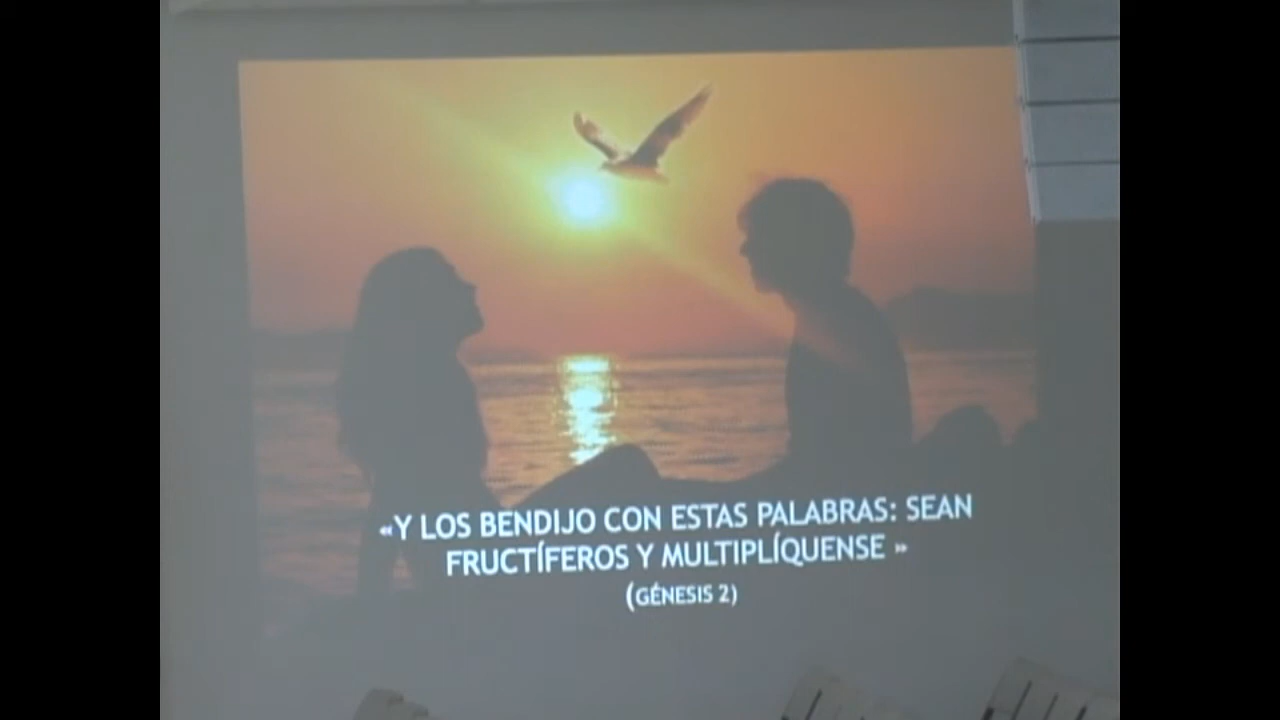 «Y LOS BENDIJO CON ESTAS PALABRAS: SEAN
FRUCTÍFEROS Y MULTIPLÍQUENSE »
(GÉNESIS 2)